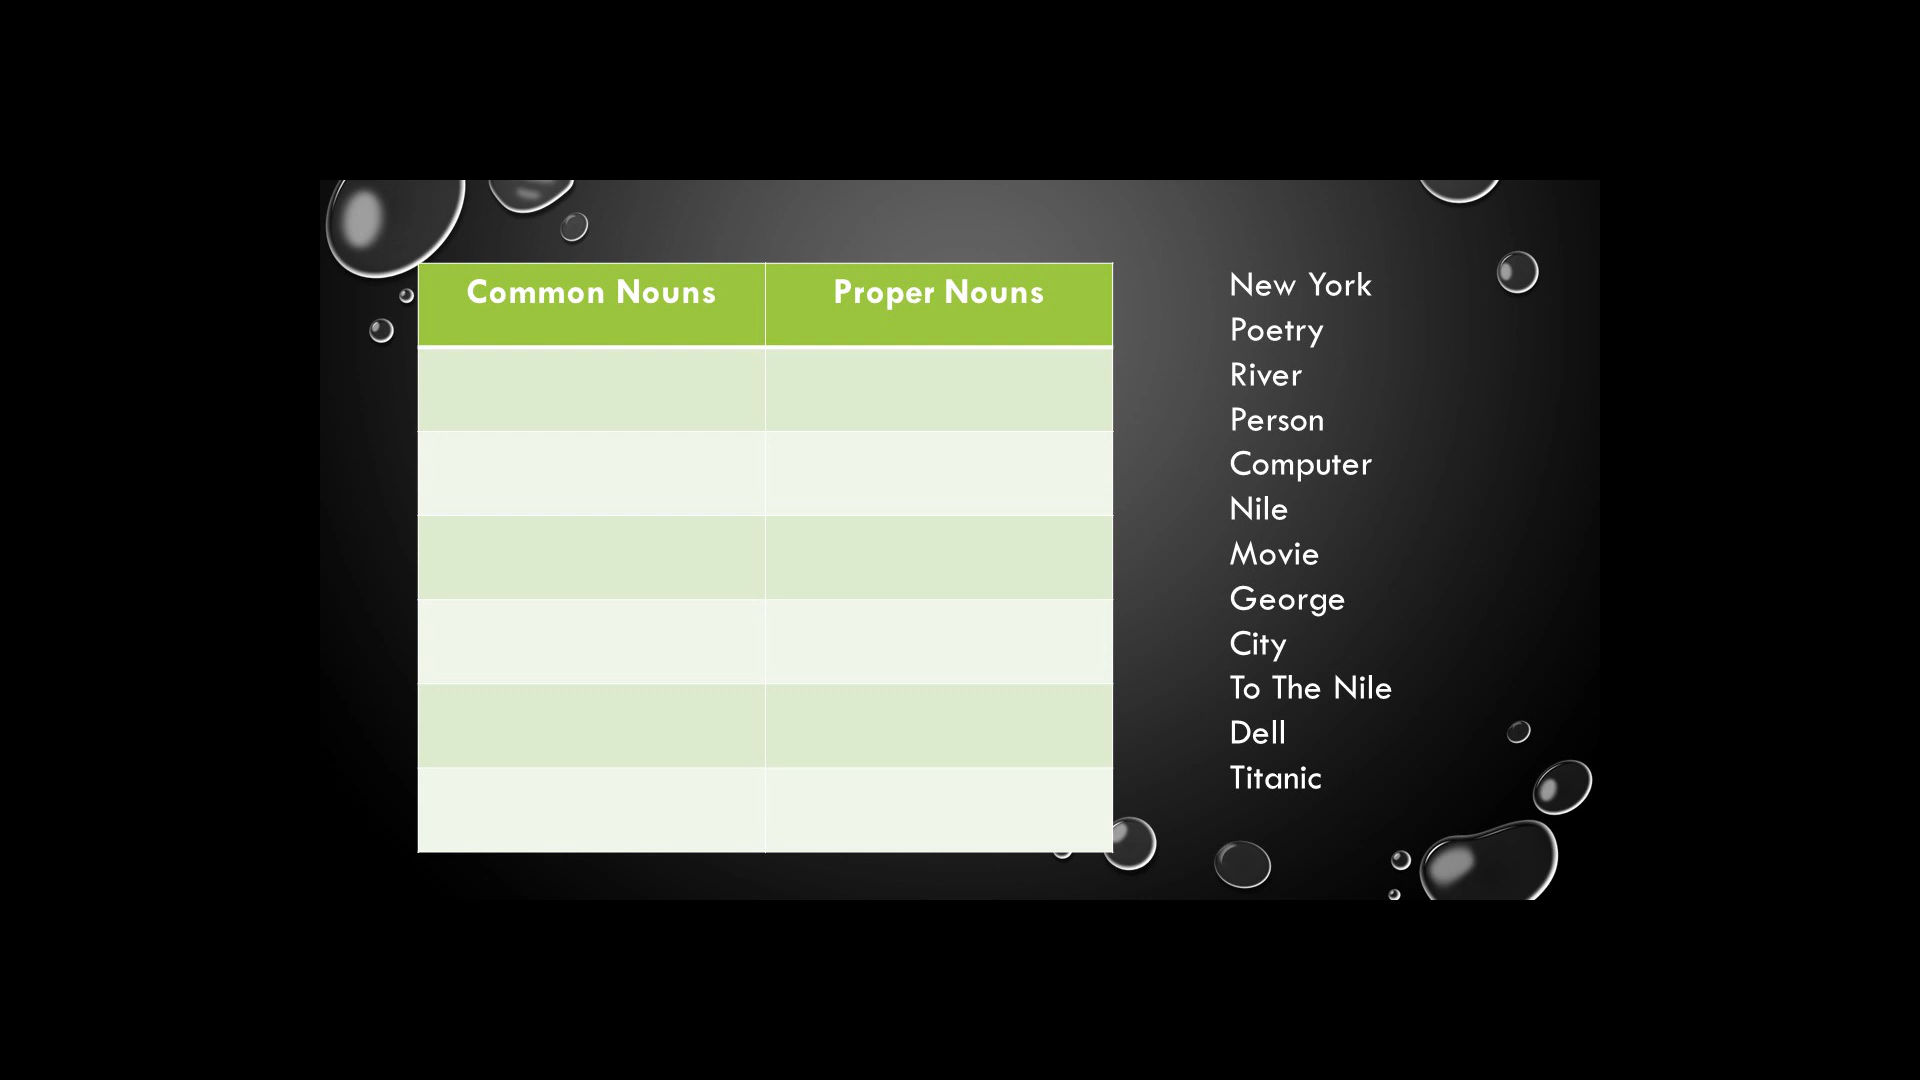 Common Nouns
Proper Nouns
New York
Poetry
River
Person
Computer
Nile
Movie
George
City
To The Nile
Dell
Titanic